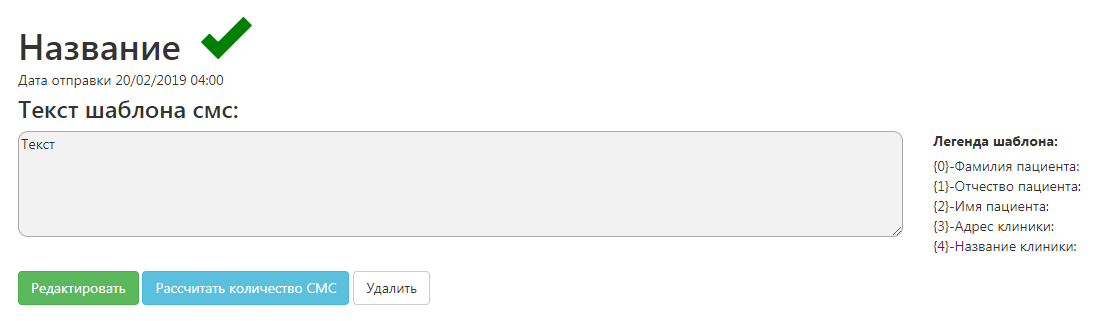 Название
Дата отправки 20/02/2019 04:00
Текст шаблона смс:
Текст
Легенда шаблона:
{0}-Фамилия пациента:
{1}-Отчество пациента:
{2}-Имя пациента:
{3}-Адрес клиники:
{4}-Название клиники:
Редактировать Рассчитать количество СМС Удалить